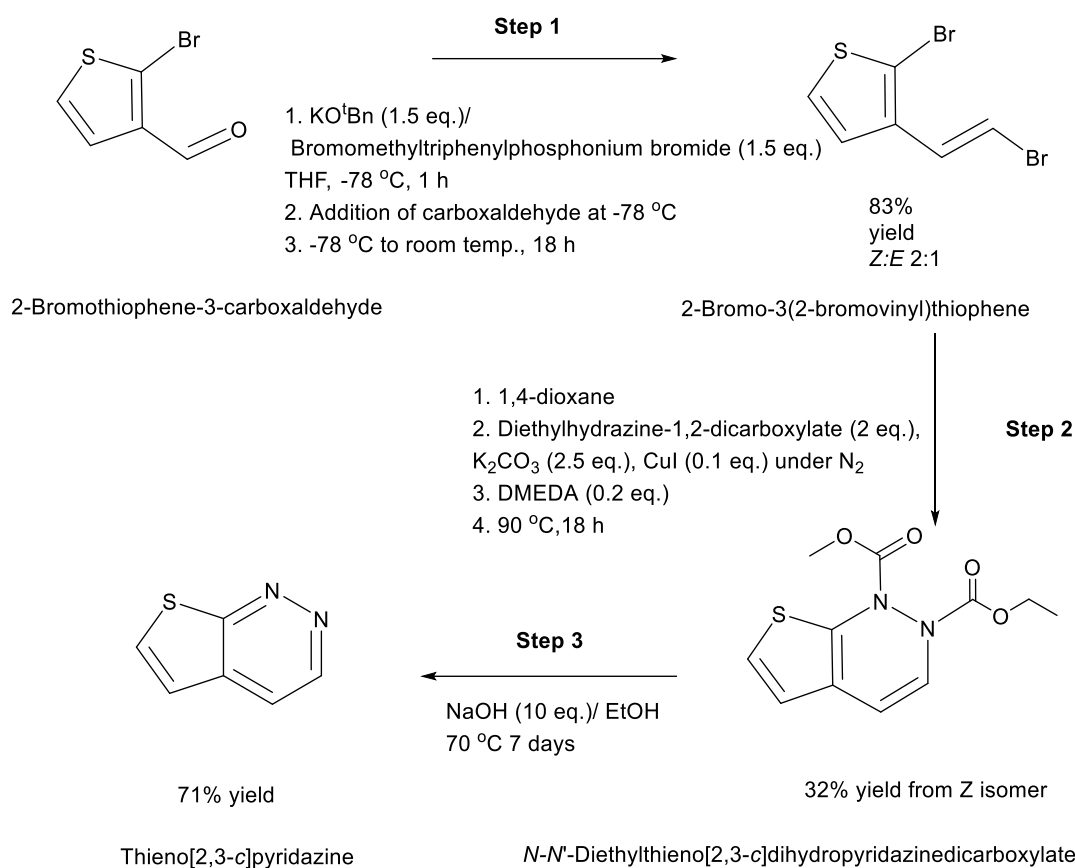 Step 1
S
Br
O
1. KOᵗBn (1.5 eq.)/
Bromomethyltriphenylphosphonium bromide (1.5 eq.)
THF, -78 °C, 1 h
2. Addition of carboxaldehyde at -78 °C
3. -78 °C to room temp., 18 h
S
Br
Br
83%
yield
Z:E 2:1
2-Bromothiophene-3-carboxaldehyde
2-Bromo-3(2-bromovinyl)thiophene
1. 1,4-dioxane
2. Diethylhydrazine-1,2-dicarboxylate (2 eq.),
K₂CO₃ (2.5 eq.), CuI (0.1 eq.) under N₂
3. DMEDA (0.2 eq.)
4. 90 °C,18 h
Step 2
O
O
O
O
N
N
S
32% yield from Z isomer
N-N'-Diethylthieno[2,3-c]dihydropyridazinedicarboxylate
Step 3
NaOH (10 eq.)/ EtOH
70 °C 7 days
S
N
N
71% yield
Thieno[2,3-c]pyridazine